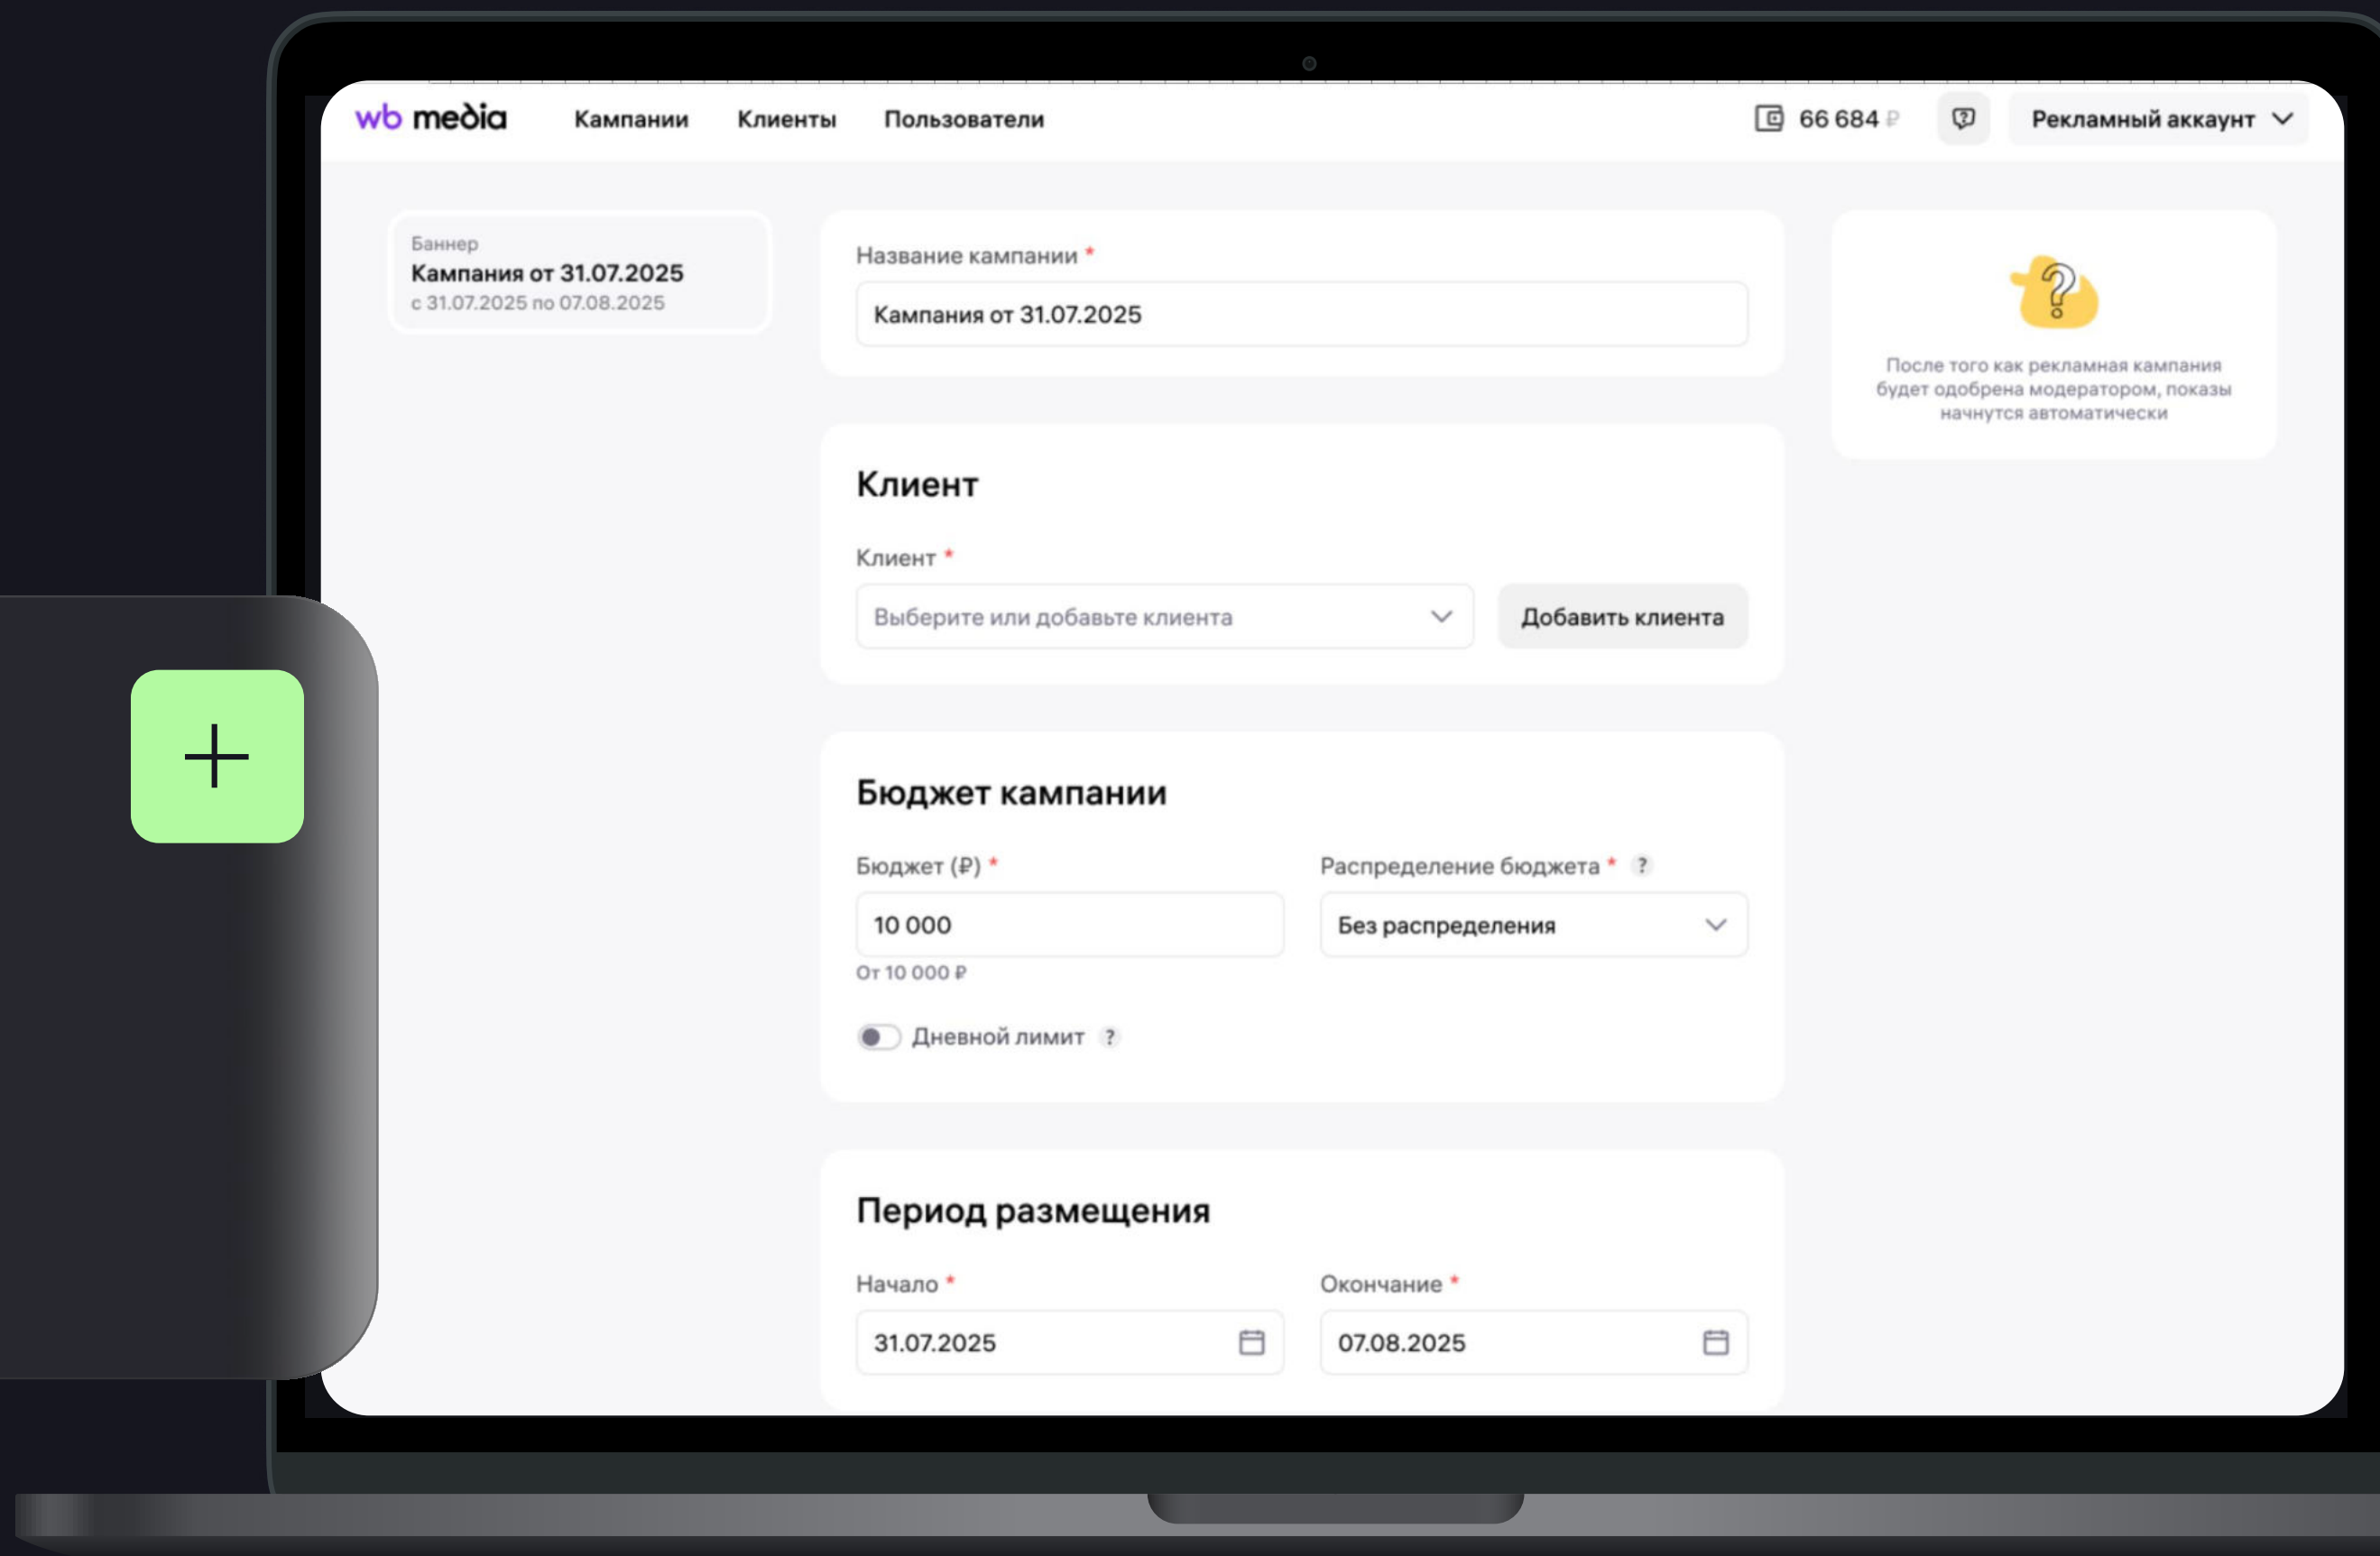 wb media
Кампании
Клиенты
Пользователи
66 684 ₽
Рекламный аккаунт
Баннер
Кампания от 31.07.2025
с 31.07.2025 по 07.08.2025
Название кампании *
Кампания от 31.07.2025
После того как рекламная кампания
будет одобрена модератором, показы
начнутся автоматически
Клиент
Клиент *
Выберите или добавьте клиента
Добавить клиента
Бюджет кампании
Бюджет (₽) *
Распределение бюджета * ?
10 000
Без распределения
От 10 000 ₽
Дневной лимит ?
Период размещения
Начало *
Окончание *
31.07.2025
07.08.2025